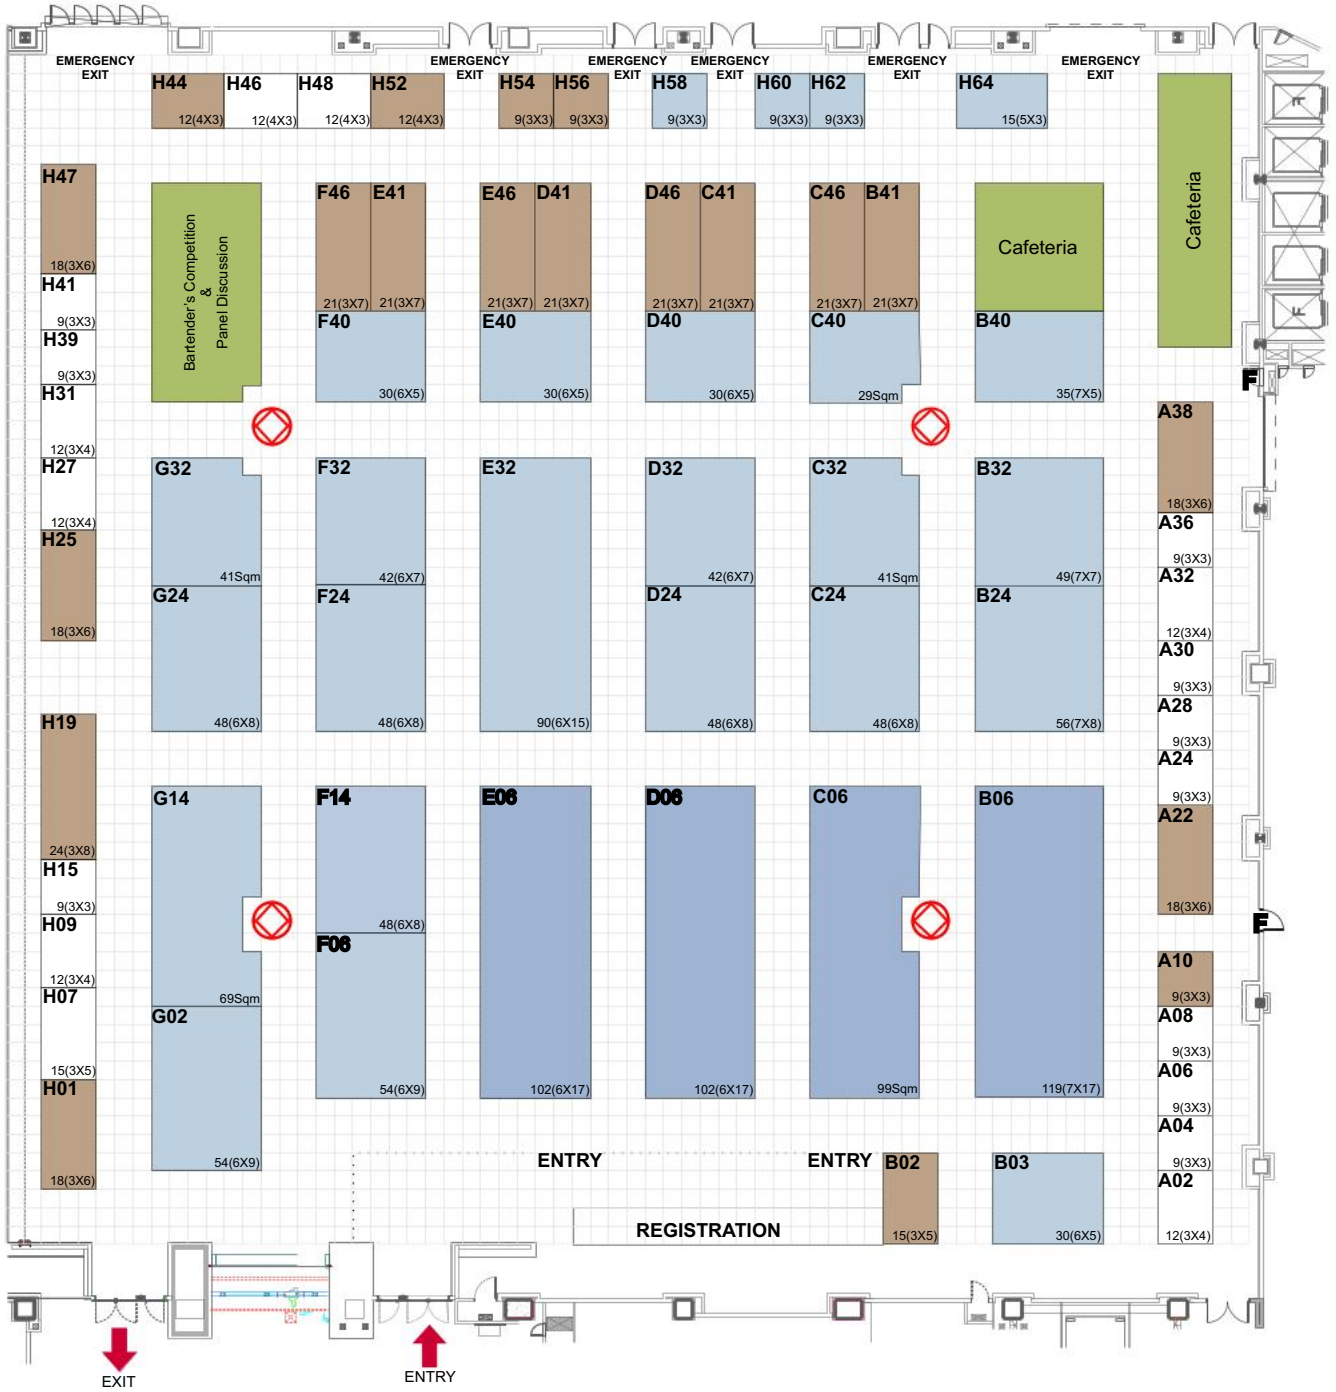 EMERGENCY
EXIT
EMERGENCY
EXIT
EMERGENCY
EXIT
EMERGENCY
EXIT
EMERGENCY
EXIT
EMERGENCY
EXIT
H44
12(4X3)
H46
12(4X3)
H48
12(4X3)
H52
12(4X3)
H54
9(3X3)
H56
9(3X3)
H58
9(3X3)
H60
9(3X3)
H62
9(3X3)
H64
15(5X3)
Cafeteria
H47
18(3X6)
H41
9(3X3)
H39
9(3X3)
H31
12(3X4)
H27
12(3X4)
H25
18(3X6)
H19
24(3X8)
H15
9(3X3)
H09
12(3X4)
H07
15(3X5)
H01
18(3X6)
Bartender's Competition
&
Panel Discussion
F46
21(3X7)
E41
21(3X7)
E46
21(3X7)
D41
21(3X7)
D46
21(3X7)
C41
21(3X7)
C46
21(3X7)
B41
21(3X7)
Cafeteria
F40
30(6X5)
E40
30(6X5)
D40
30(6X5)
C40
29Sqm
B40
35(7X5)
G32
41Sqm
F32
42(6X7)
E32
90(6X15)
D32
42(6X7)
C32
41Sqm
B32
49(7X7)
G24
48(6X8)
F24
48(6X8)
D24
48(6X8)
C24
48(6X8)
B24
56(7X8)
G14
69Sqm
F14
48(6X8)
E06
102(6X17)
D06
102(6X17)
C06
99Sqm
B06
119(7X17)
F06
54(6X9)
G02
54(6X9)
F
F
F
F
A38
18(3X6)
A36
9(3X3)
A32
12(3X4)
A30
9(3X3)
A28
9(3X3)
A24
9(3X3)
A22
18(3X6)
A10
9(3X3)
A08
9(3X3)
A06
9(3X3)
A04
9(3X3)
A02
12(3X4)
ENTRY
ENTRY
B02
15(3X5)
B03
30(6X5)
REGISTRATION
EXIT
ENTRY